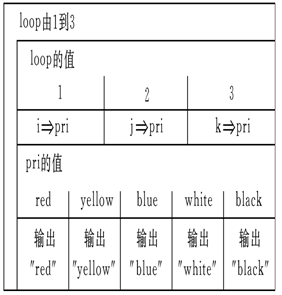 loop由1到3
loop的值
1 2 3
i⇒pri j⇒pri k⇒pri
pri的值
red yellow blue white black
输出 输出 输出 输出 输出
"red" "yellow" "blue" "white" "black"